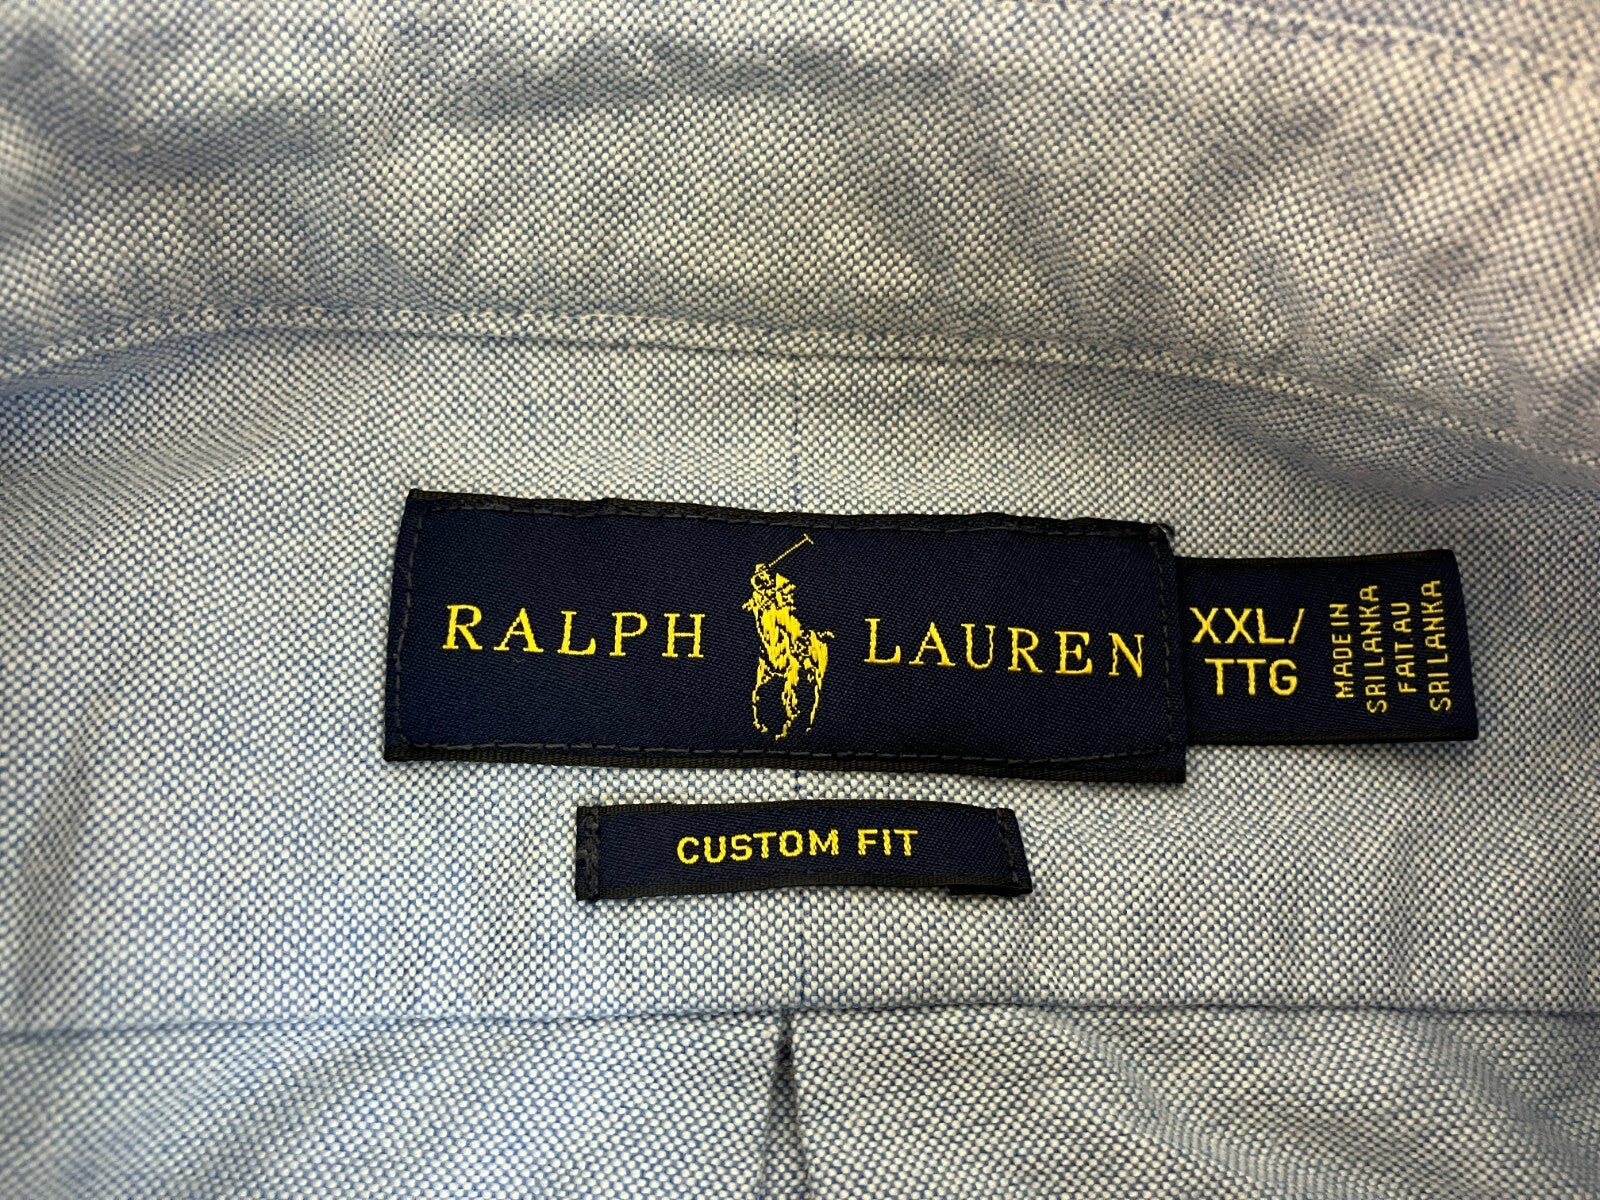 RALPH LAUREN
XXL/
TTG
MADE IN
SRI LANKA
FAIT AU
SRI LANKA
CUSTOM FIT